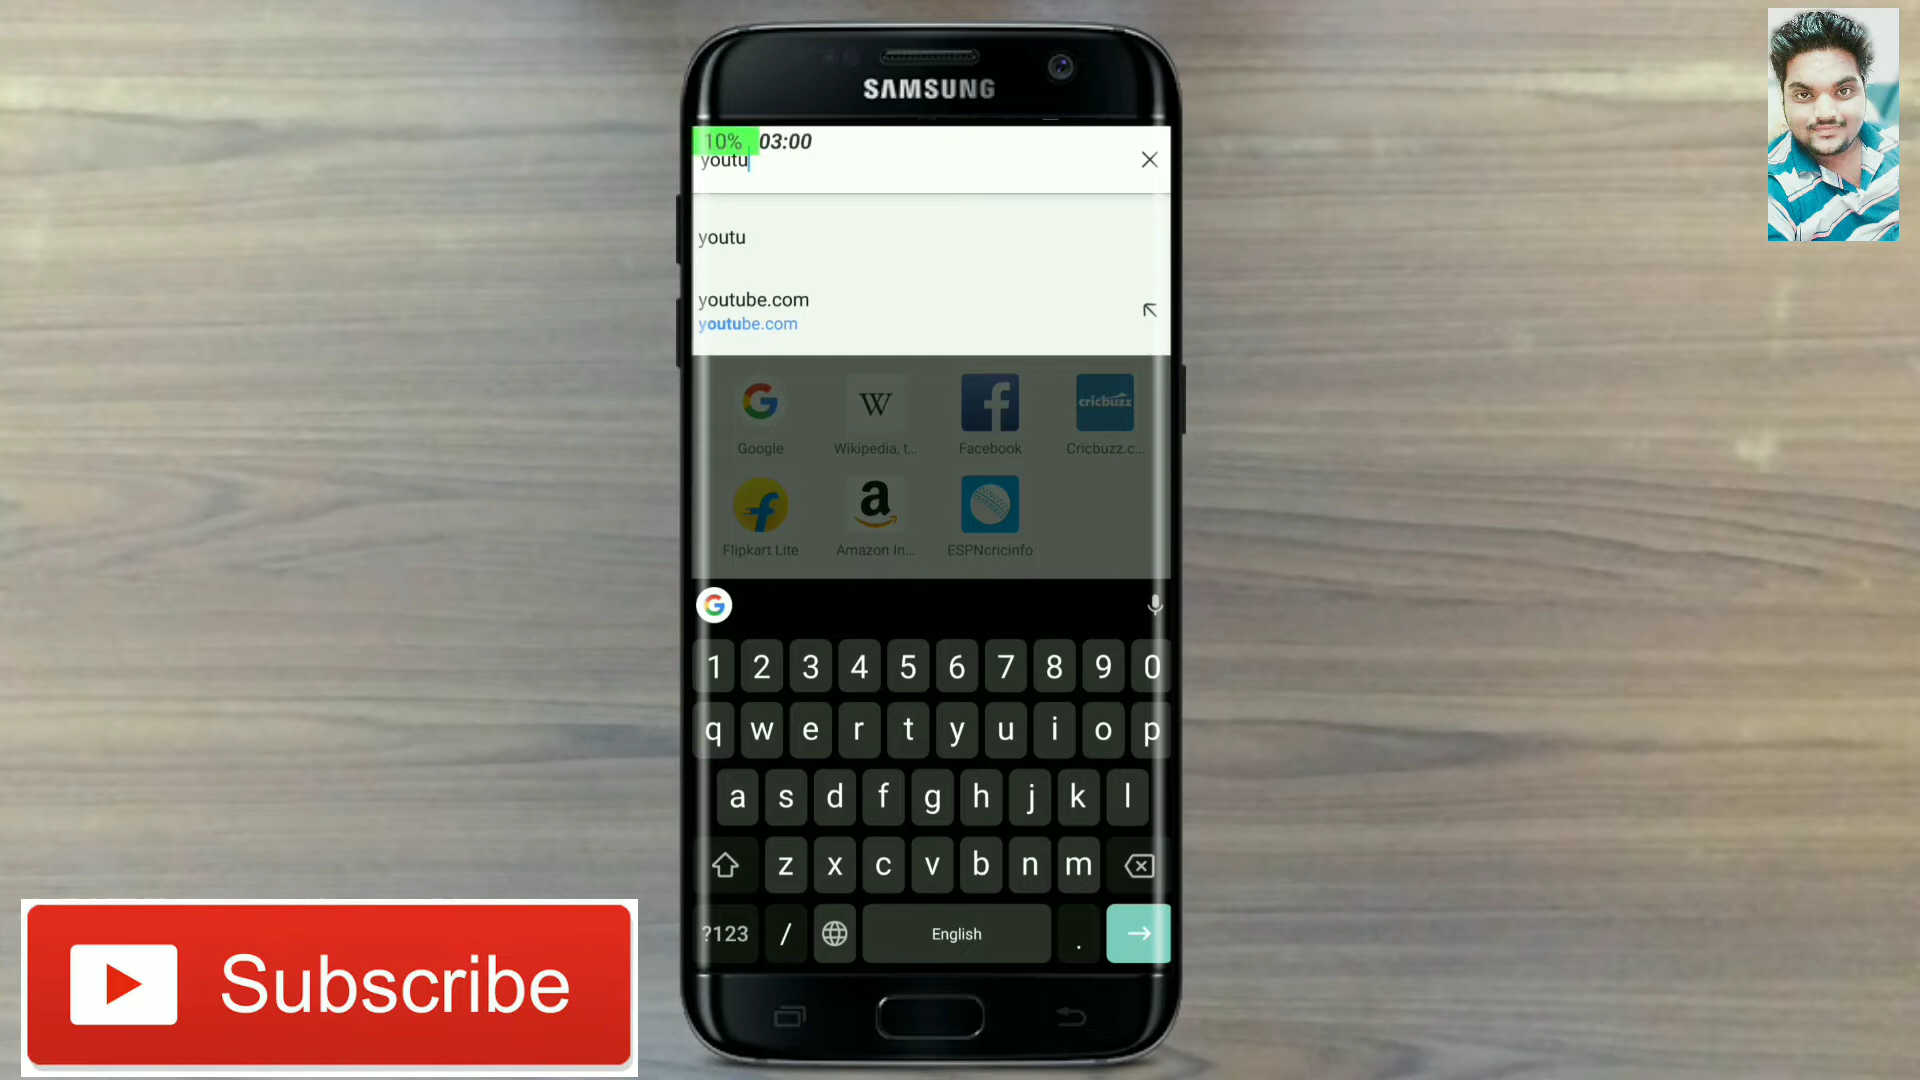 SAMSUNG
10% 03:00
youtu
youtu
youtube.com
youtube.com
G W f cricbuzz
Google Wikipedia, t... Facebook Cricbuzz.c...
f a
Flipkart Lite Amazon In... ESPNcricinfo
G
1 2 3 4 5 6 7 8 9 0
q w e r t y u i o p
a s d f g h j k l
z x c v b n m
?123 / English .
Subscribe